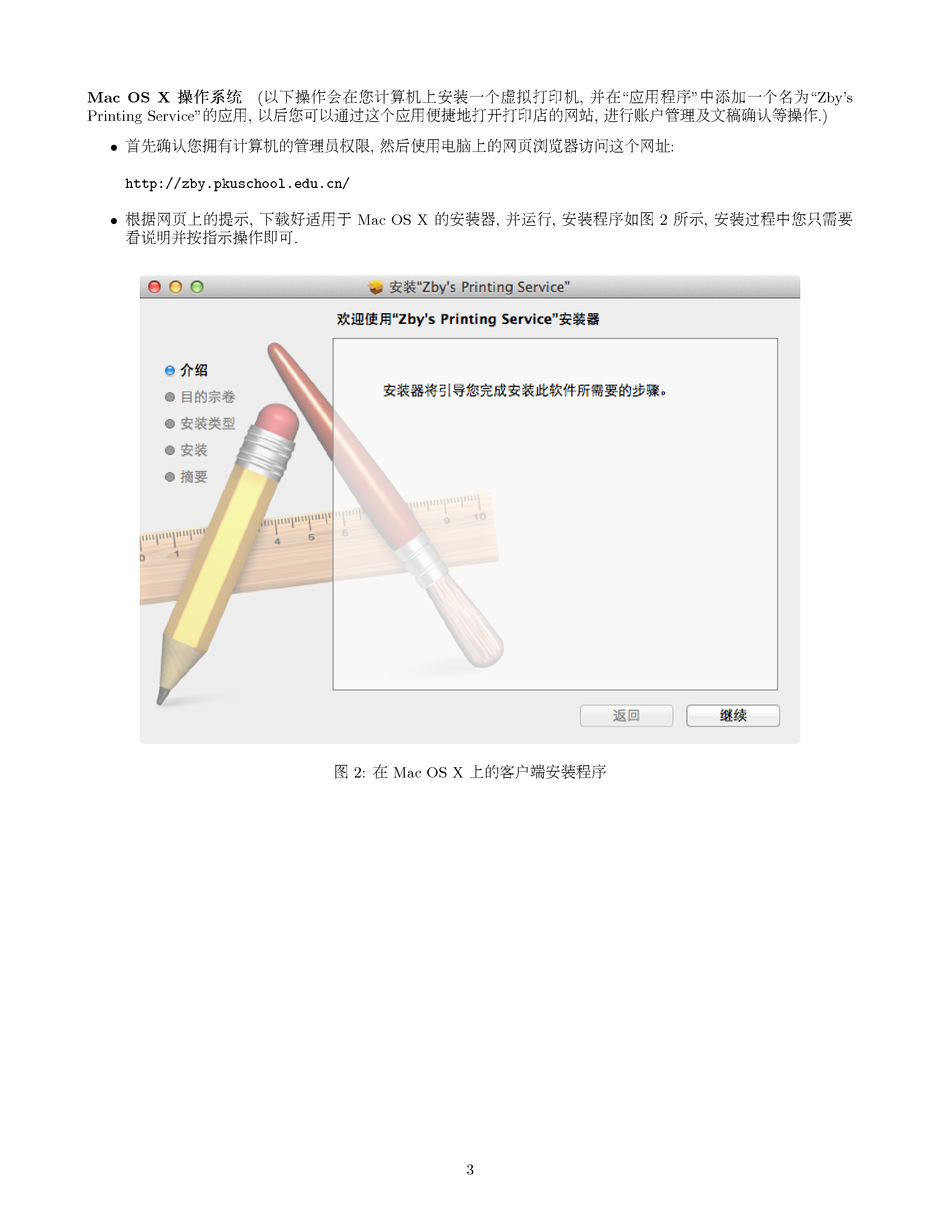 Mac OS X 操作系统 (以下操作会在您计算机上安装一个虚拟打印机, 并在“应用程序”中添加一个名为“Zby's
Printing Service”的应用, 以后您可以通过这个应用便捷地打开打印店的网站, 进行账户管理及文稿确认等操作.)
• 首先确认您拥有计算机的管理员权限, 然后使用电脑上的网页浏览器访问这个网址:
http://zby.pkuschool.edu.cn/
• 根据网页上的提示, 下载好适用于 Mac OS X 的安装器, 并运行, 安装程序如图 2 所示, 安装过程中您只需要
看说明并按指示操作即可.
安装“Zby's Printing Service”
欢迎使用“Zby's Printing Service”安装器
介绍
目的宗卷
安装类型
安装
摘要
安装器将引导您完成安装此软件所需要的步骤。
0 1 4 5 6 9 10
返回 继续
图 2: 在 Mac OS X 上的客户端安装程序
3